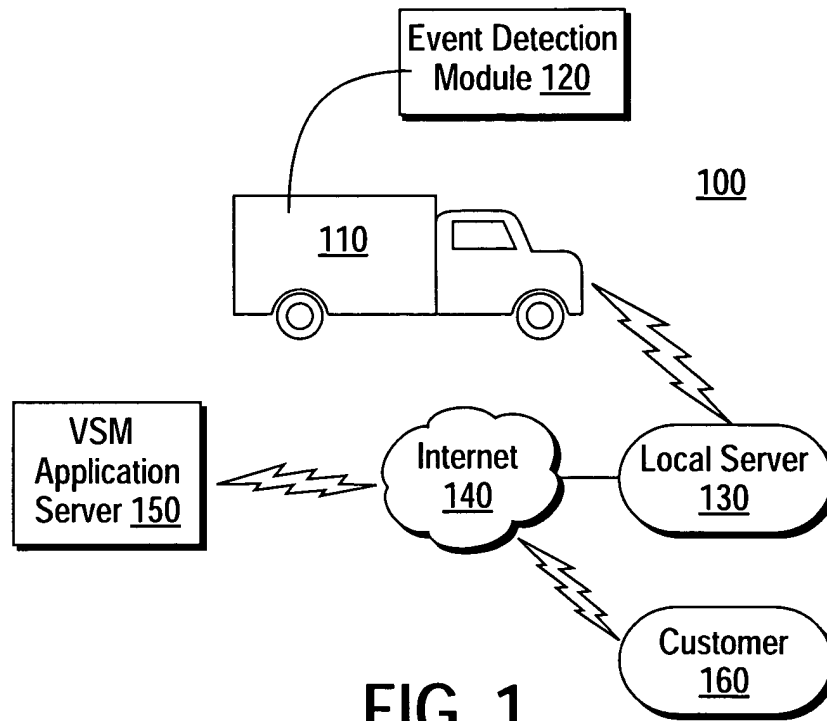 Event Detection
Module 120
100
110
VSM
Application
Server 150
Internet
140
Local Server
130
Customer
160
FIG. 1